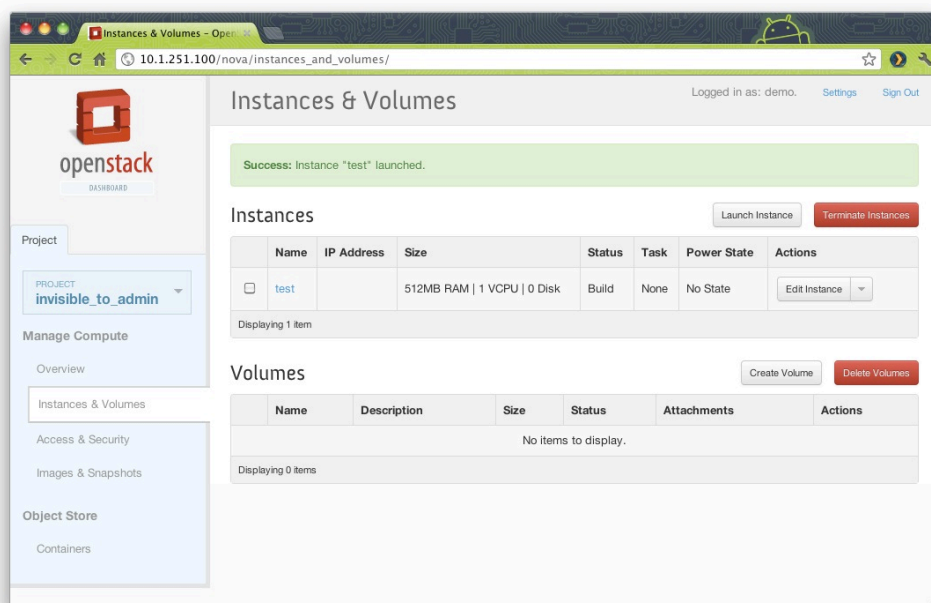 Instances & Volumes – Open
10.1.251.100/nova/instances_and_volumes/
openstack
DASHBOARD
Project
PROJECT
invisible_to_admin
Manage Compute
Overview
Instances & Volumes
Access & Security
Images & Snapshots
Object Store
Containers
Instances & Volumes
Logged in as: demo. Settings Sign Out
Success: Instance "test" launched.
Instances
Launch Instance Terminate Instances
Name IP Address Size Status Task Power State Actions
test 512MB RAM | 1 VCPU | 0 Disk Build None No State Edit Instance
Displaying 1 item
Volumes
Create Volume Delete Volumes
Name Description Size Status Attachments Actions
No items to display.
Displaying 0 items